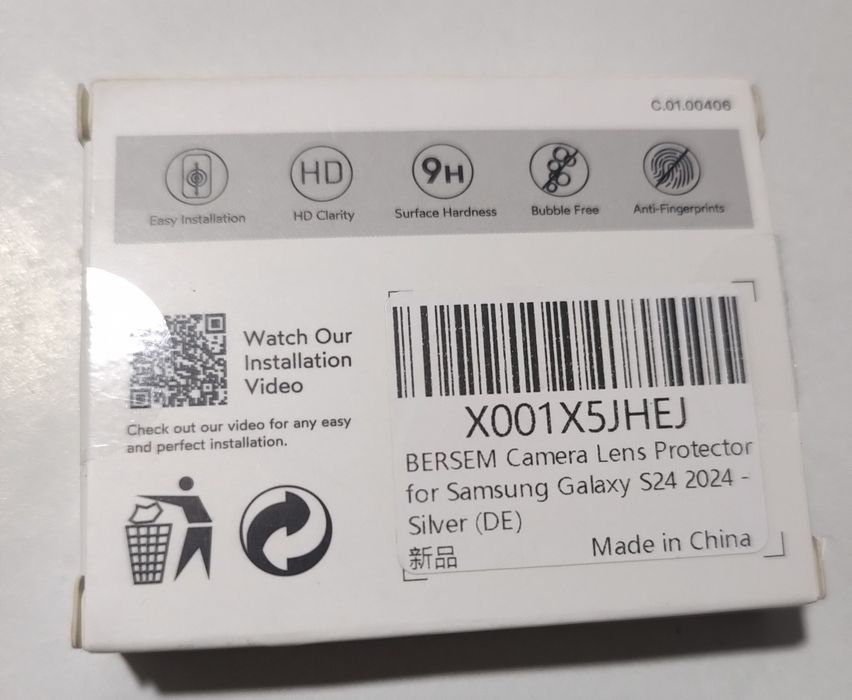 C.01.00406
HD
9H
Easy Installation
HD Clarity
Surface Hardness
Bubble Free
Anti-Fingerprints
Watch Our
Installation
Video
Check out our video for any easy
and perfect installation.
X001X5JHEJ
BERSEM Camera Lens Protector
for Samsung Galaxy S24 2024 -
Silver (DE)
新品
Made in China